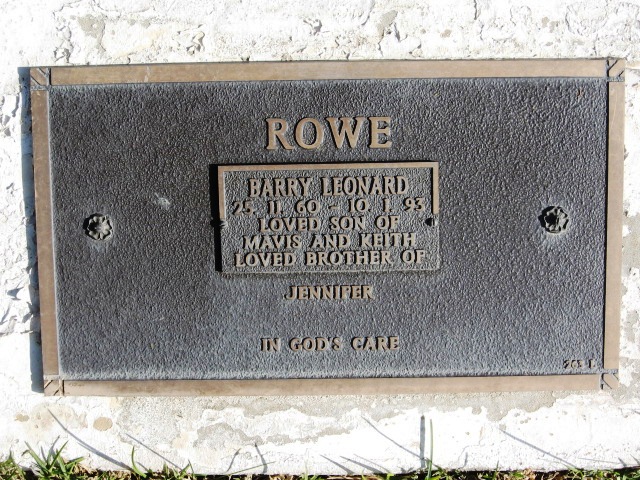 ROWE
BARRY LEONARD
25. 11. 60 - 10. 1. 93
LOVED SON OF
MAVIS AND KEITH
LOVED BROTHER OF
JENNIFER
IN GOD'S CARE